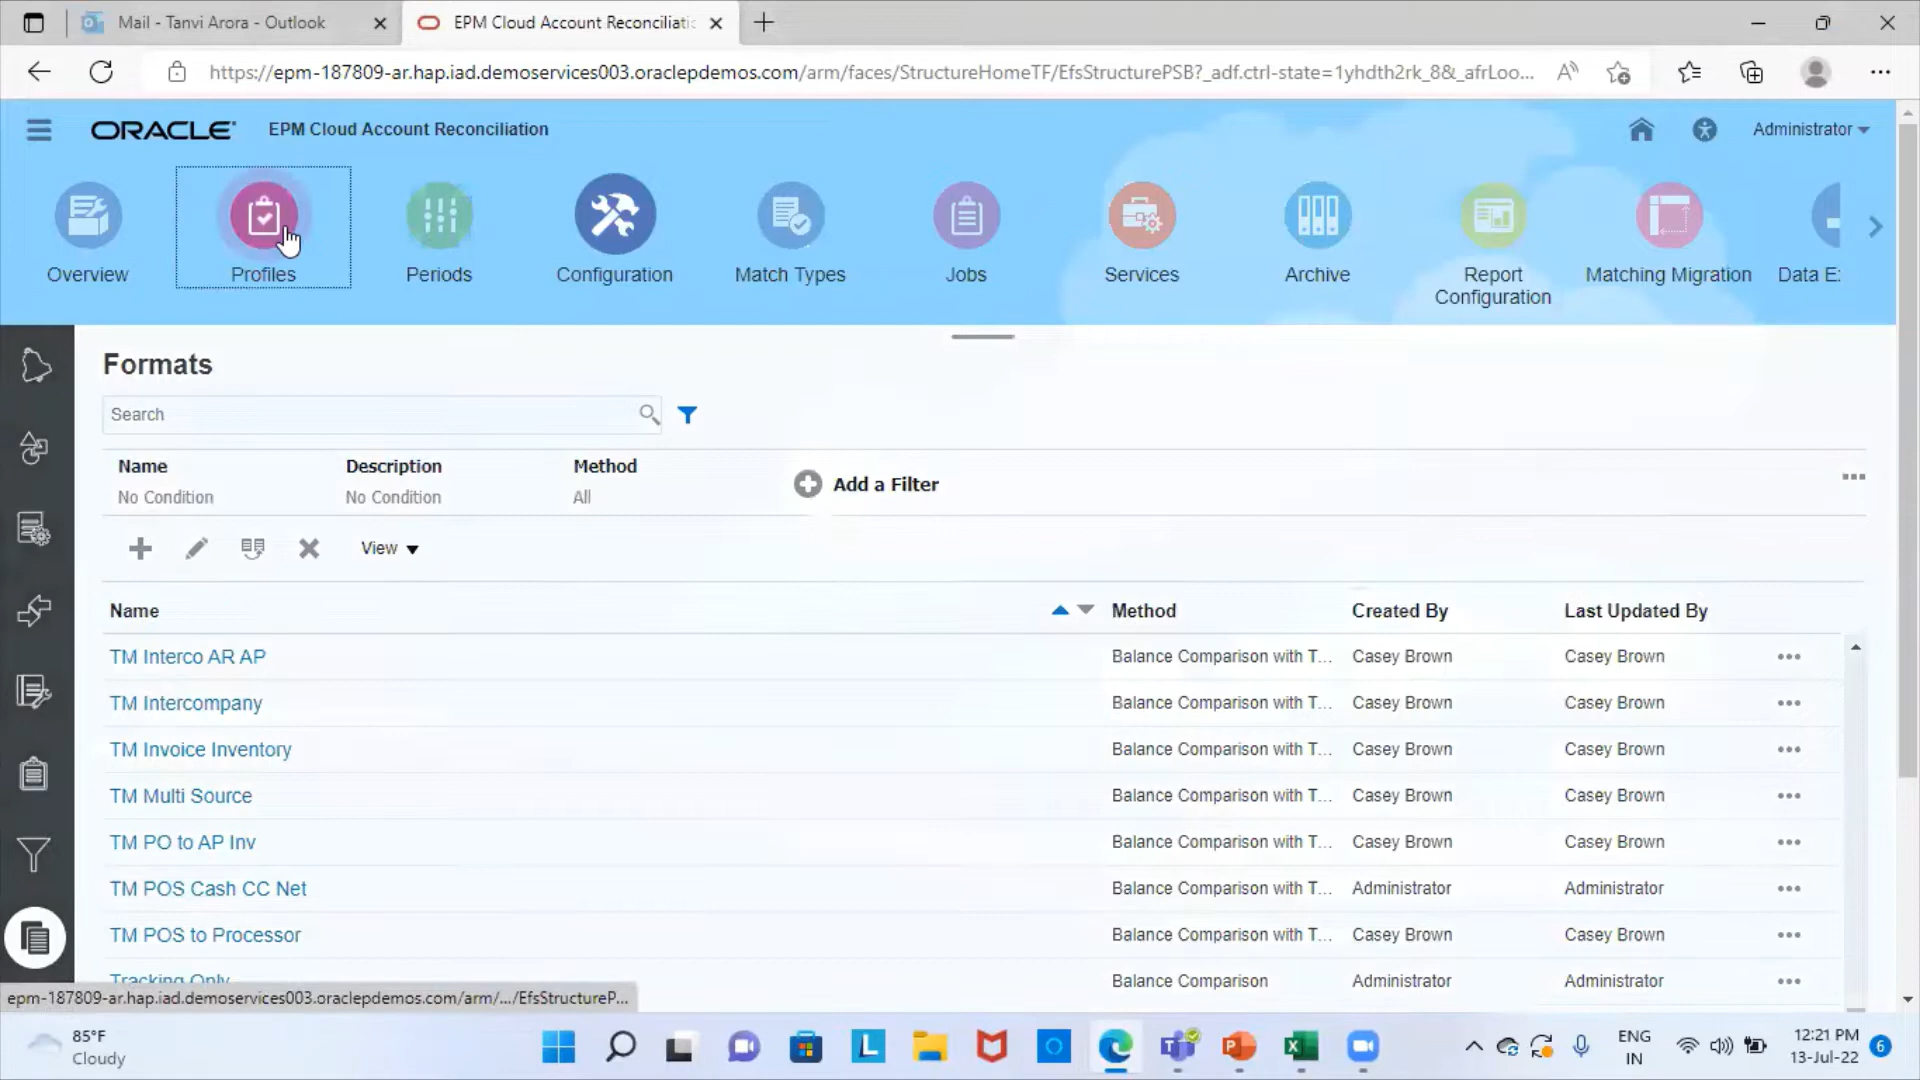 Mail - Tanvi Arora - Outlook
EPM Cloud Account Reconciliatic
https://epm-187809-ar.hap.iad.demoservices003.oraclepdemos.com/arm/faces/StructureHomeTF/EfsStructurePSB?_adf.ctrl-state=1yhdth2rk_8&_afrLoo...
ORACLE EPM Cloud Account Reconciliation
Administrator
Overview
Profiles
Periods
Configuration
Match Types
Jobs
Services
Archive
Report
Configuration
Matching Migration
Data E:
Formats
Search
Name Description Method
No Condition No Condition All
Add a Filter
View
Name Method Created By Last Updated By
TM Interco AR AP Balance Comparison with T... Casey Brown Casey Brown
TM Intercompany Balance Comparison with T... Casey Brown Casey Brown
TM Invoice Inventory Balance Comparison with T... Casey Brown Casey Brown
TM Multi Source Balance Comparison with T... Casey Brown Casey Brown
TM PO to AP Inv Balance Comparison with T... Casey Brown Casey Brown
TM POS Cash CC Net Balance Comparison with T... Administrator Administrator
TM POS to Processor Balance Comparison with T... Casey Brown Casey Brown
Tracking Only Balance Comparison Administrator Administrator
epm-187809-ar.hap.iad.demoservices003.oraclepdemos.com/arm/.../EfsStructureP...
85°F
Cloudy
ENG
IN
12:21 PM
13-Jul-22
6